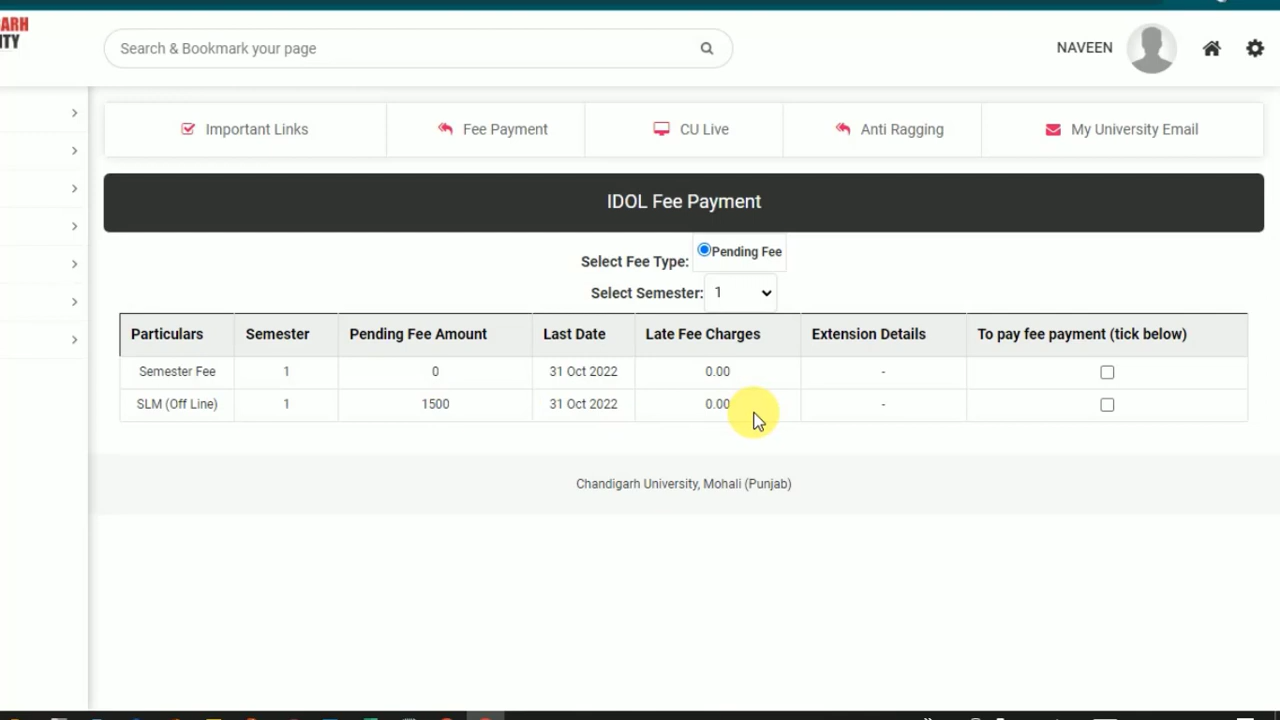 ARH
ITY
Search & Bookmark your page
NAVEEN
Important Links
Fee Payment
CU Live
Anti Ragging
My University Email
IDOL Fee Payment
Select Fee Type: Pending Fee
Select Semester: 1
Particulars Semester Pending Fee Amount Last Date Late Fee Charges Extension Details To pay fee payment (tick below)
Semester Fee 1 0 31 Oct 2022 0.00 -
SLM (Off Line) 1 1500 31 Oct 2022 0.00 -
Chandigarh University, Mohali (Punjab)